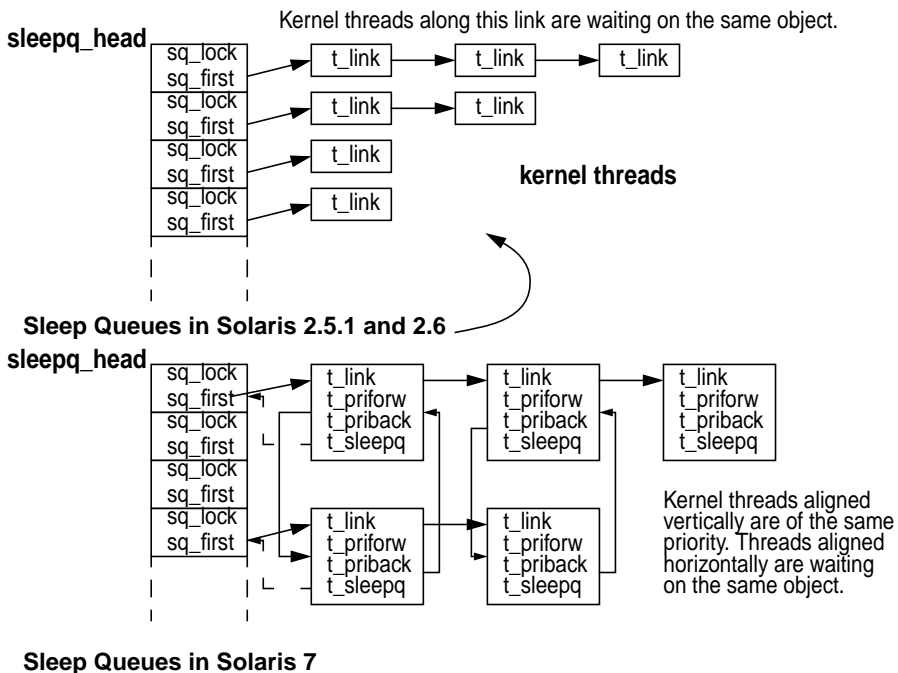 Kernel threads along this link are waiting on the same object.
sleepq_head
sq_lock
sq_first
t_link
t_link
t_link
sq_lock
sq_first
t_link
t_link
sq_lock
sq_first
t_link
kernel threads
sq_lock
sq_first
t_link
Sleep Queues in Solaris 2.5.1 and 2.6
sleepq_head
sq_lock
sq_first
sq_lock
sq_first
sq_lock
sq_first
sq_lock
sq_first
t_link
t_priforw
t_priback
t_sleepq
t_link
t_priforw
t_priback
t_sleepq
t_link
t_priforw
t_priback
t_sleepq
t_link
t_priforw
t_priback
t_sleepq
t_link
t_priforw
t_priback
t_sleepq
Kernel threads aligned
vertically are of the same
priority. Threads aligned
horizontally are waiting
on the same object.
Sleep Queues in Solaris 7